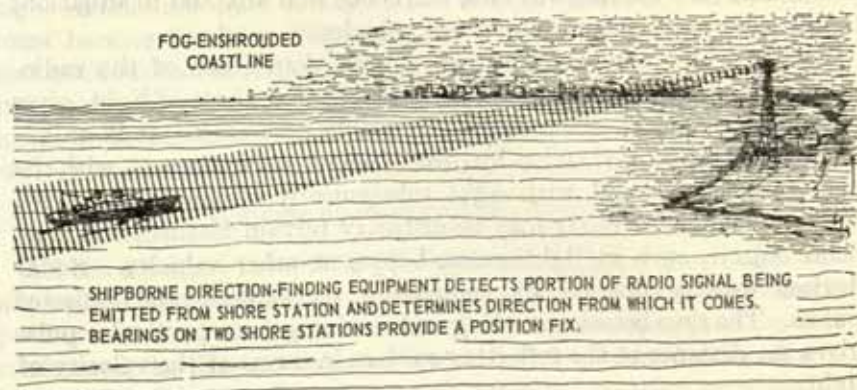 FOG-ENSHROUDED
COASTLINE
SHIPBORNE DIRECTION-FINDING EQUIPMENT DETECTS PORTION OF RADIO SIGNAL BEING
EMITTED FROM SHORE STATION AND DETERMINES DIRECTION FROM WHICH IT COMES.
BEARINGS ON TWO SHORE STATIONS PROVIDE A POSITION FIX.